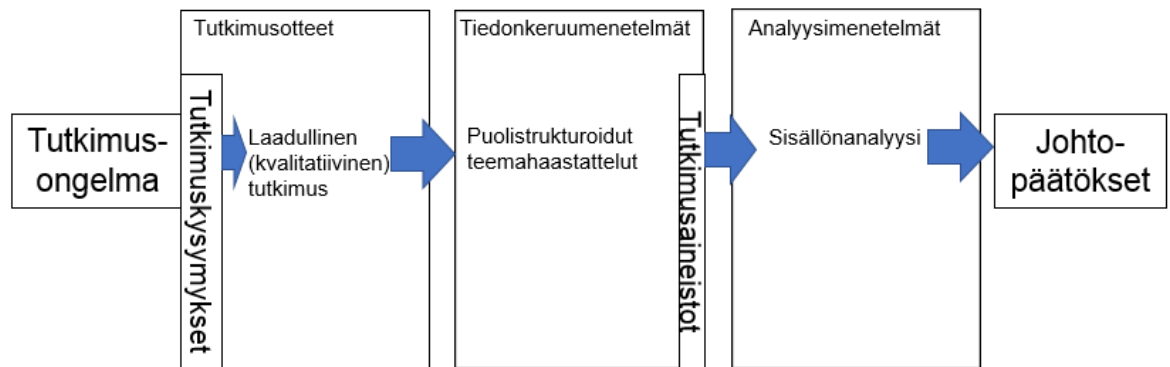 Tutkimus-
ongelma
Tutkimuskysymykset
Tutkimusotteet
Laadullinen
(kvalitatiivinen)
tutkimus
Tiedonkeruumenetelmät
Puolistrukturoidut
teemahaastattelut
Tutkimusaineistot
Analyysimenetelmät
Sisällönanalyysi
Johto-
päätökset